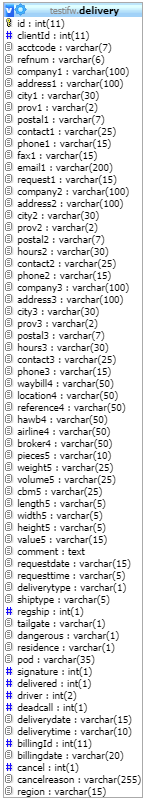 testifw.delivery
id : int(11)
clientId : int(11)
acctcode : varchar(7)
refnum : varchar(6)
company1 : varchar(100)
address1 : varchar(100)
city1 : varchar(30)
prov1 : varchar(2)
postal1 : varchar(7)
contact1 : varchar(25)
phone1 : varchar(15)
fax1 : varchar(15)
email1 : varchar(200)
request1 : varchar(15)
company2 : varchar(100)
address2 : varchar(100)
city2 : varchar(30)
prov2 : varchar(2)
postal2 : varchar(7)
hours2 : varchar(30)
contact2 : varchar(25)
phone2 : varchar(15)
company3 : varchar(100)
address3 : varchar(100)
city3 : varchar(30)
prov3 : varchar(2)
postal3 : varchar(7)
hours3 : varchar(30)
contact3 : varchar(25)
phone3 : varchar(15)
waybill4 : varchar(50)
location4 : varchar(50)
reference4 : varchar(50)
hawb4 : varchar(50)
airline4 : varchar(50)
broker4 : varchar(50)
pieces5 : varchar(10)
weight5 : varchar(25)
volume5 : varchar(25)
cbm5 : varchar(25)
length5 : varchar(5)
width5 : varchar(5)
height5 : varchar(5)
value5 : varchar(15)
comment : text
requestdate : varchar(15)
requesttime : varchar(5)
deliverytype : varchar(1)
shiptype : varchar(5)
regship : int(1)
tailgate : varchar(1)
dangerous : varchar(1)
residence : varchar(1)
pod : varchar(35)
signature : int(1)
delivered : int(1)
driver : int(2)
deadcall : int(1)
deliverydate : varchar(15)
deliverytime : varchar(10)
billingId : int(11)
billingdate : varchar(20)
cancel : int(1)
cancelreason : varchar(255)
region : varchar(15)